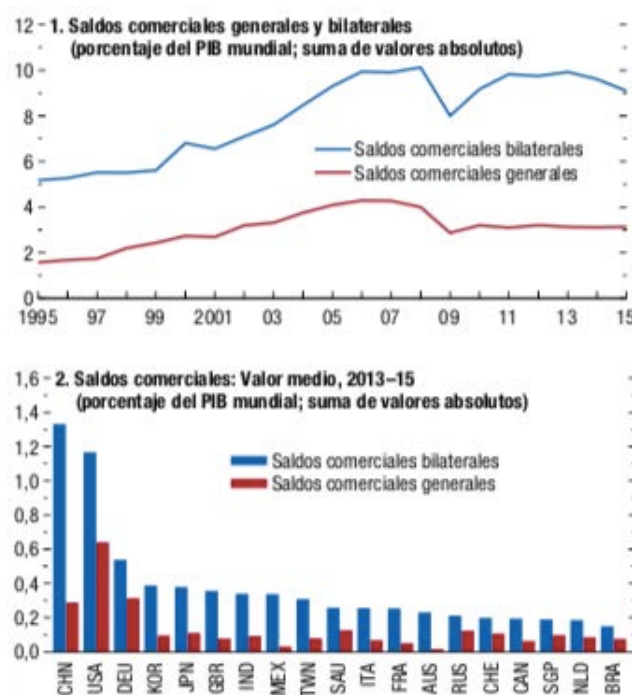 1. Saldos comerciales generales y bilaterales
(porcentaje del PIB mundial; suma de valores absolutos)
12
10
8
6
4
2
0
Saldos comerciales bilaterales
Saldos comerciales generales
1995 97 99 2001 03 05 07 09 11 13 15
2. Saldos comerciales: Valor medio, 2013–15
(porcentaje del PIB mundial; suma de valores absolutos)
1,6
1,4
1,2
1,0
0,8
0,6
0,4
0,2
0,0
Saldos comerciales bilaterales
Saldos comerciales generales
CHN USA DEU KOR JPN GBR IND MEX TWN SAU ITA FRA AUS RUS CHE CAN SGP NLD BRA